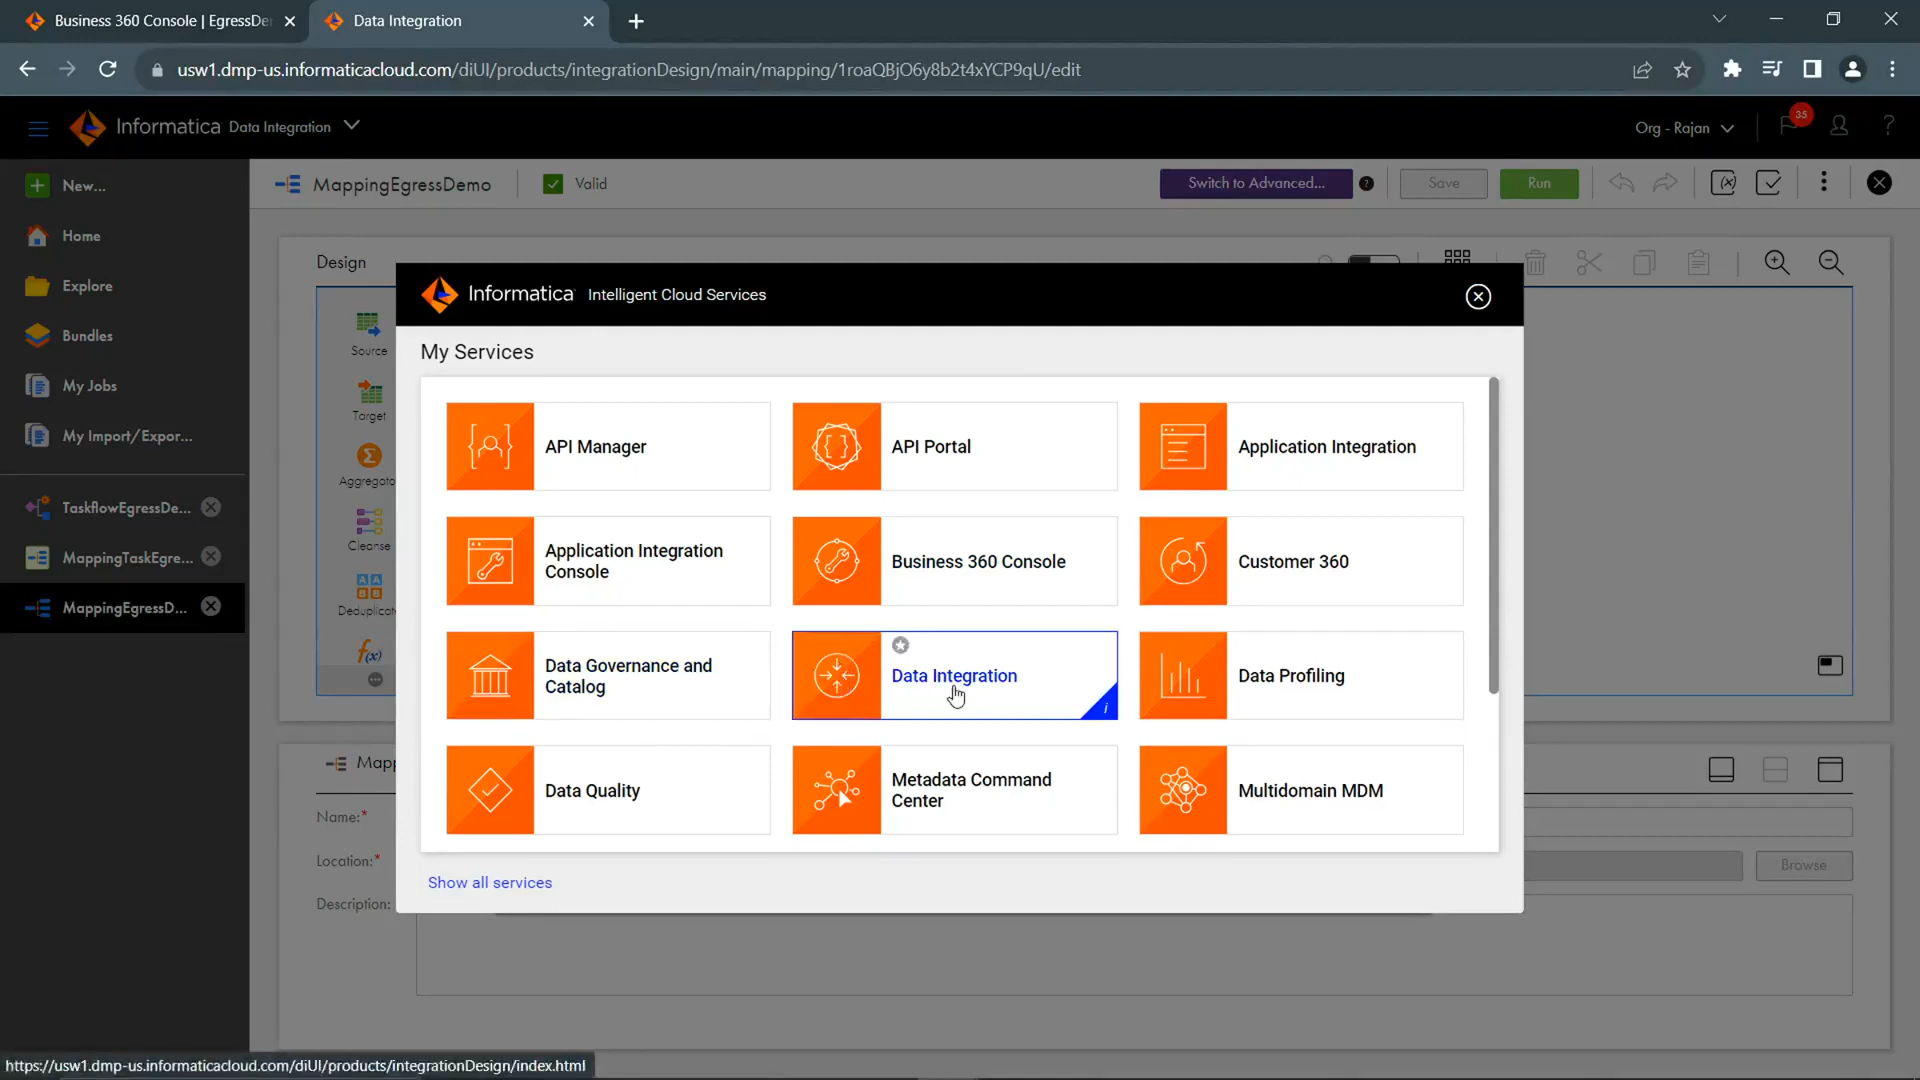 Business 360 Console | EgressDe
Data Integration
usw1.dmp-us.informaticacloud.com/diUI/products/integrationDesign/main/mapping/1roaQBjO6y8b2t4xYCP9qU/edit
Informatica Data Integration
Org - Rajan
35
?
New...
MappingEgressDemo
Valid
Switch to Advanced...
?
Save
Run
Home
Explore
Bundles
My Jobs
My Import/Expor...
TaskflowEgressDe...
MappingTaskEgre...
MappingEgressD...
Design
Source
Target
Aggregato
Cleanse
Deduplicat
f(x)
Informatica Intelligent Cloud Services
My Services
API Manager
API Portal
Application Integration
Application Integration
Console
Business 360 Console
Customer 360
Data Governance and
Catalog
Data Integration
i
Data Profiling
Data Quality
Metadata Command
Center
Multidomain MDM
Show all services
Mapp
Name:*
Location:*
Browse
Description:
https://usw1.dmp-us.informaticacloud.com/diUI/products/integrationDesign/index.html